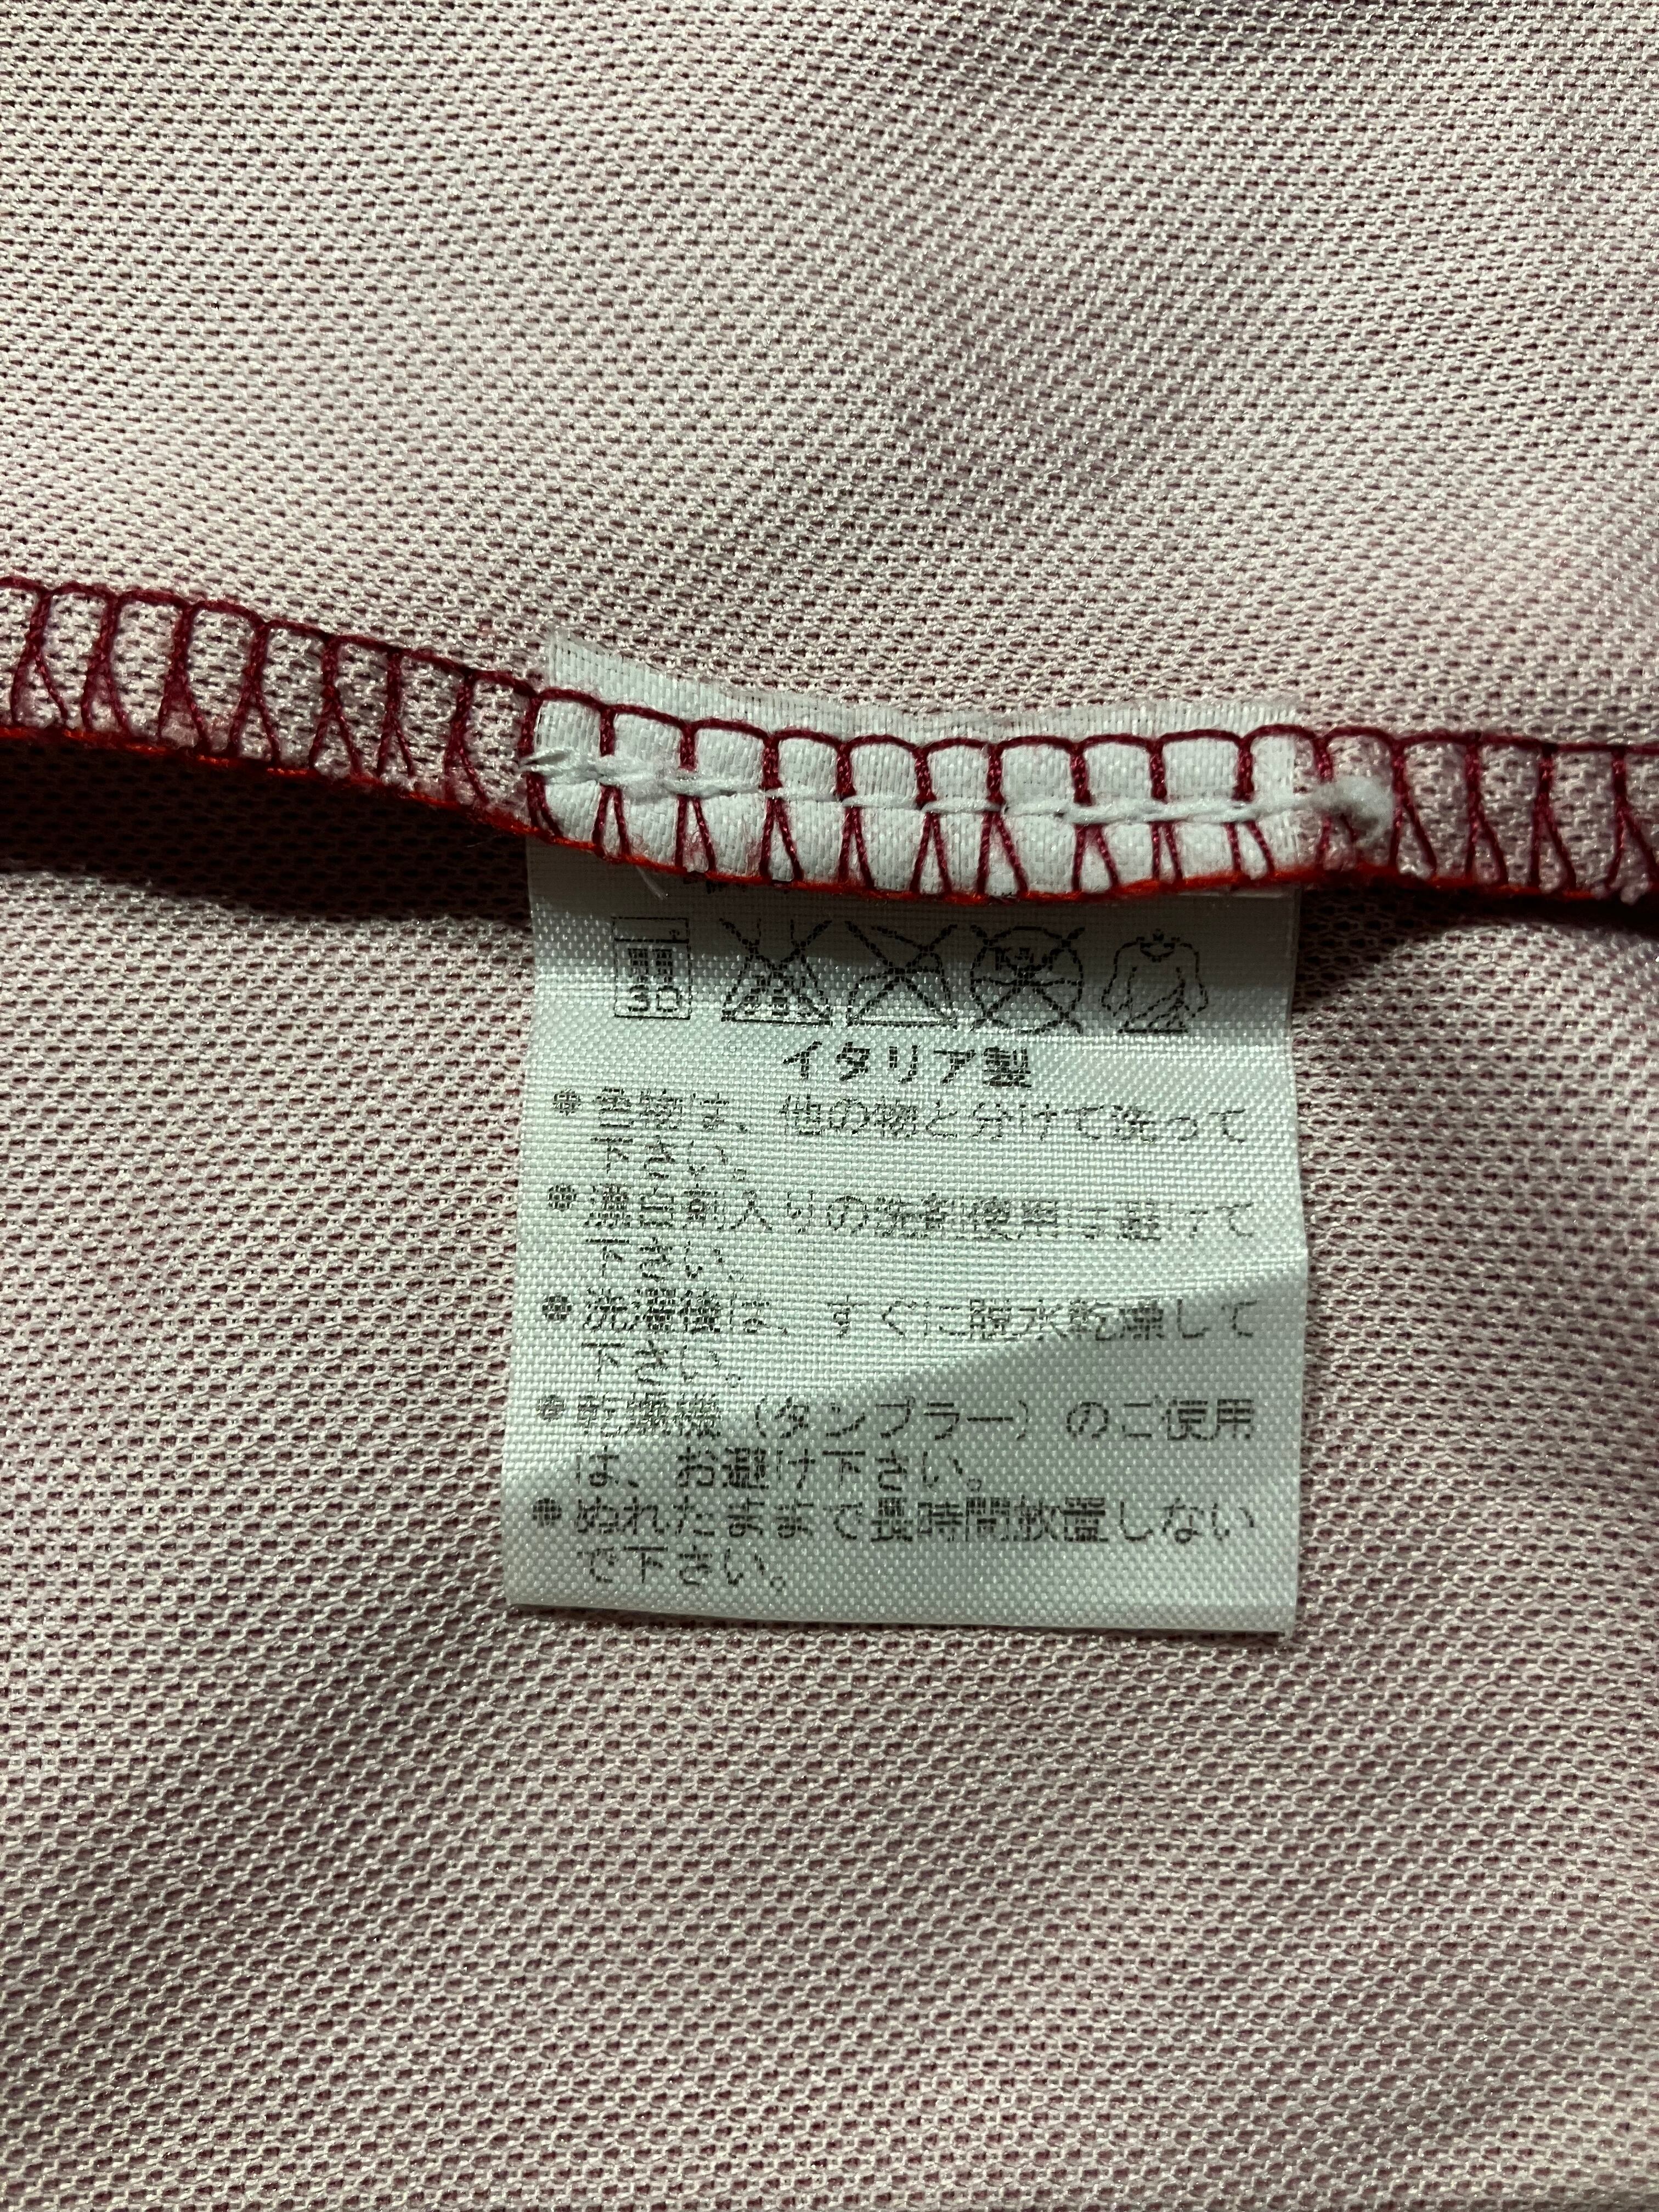 30
イタリア製
●色物は、他の物と分けて洗って
下さい。
●漂白剤入りの洗剤使用は避けて
下さい。
●洗濯後は、すぐに脱水乾燥して
下さい。
●乾燥機（タンブラー）のご使用
は、お避け下さい。
●ぬれたままで長時間放置しない
で下さい。